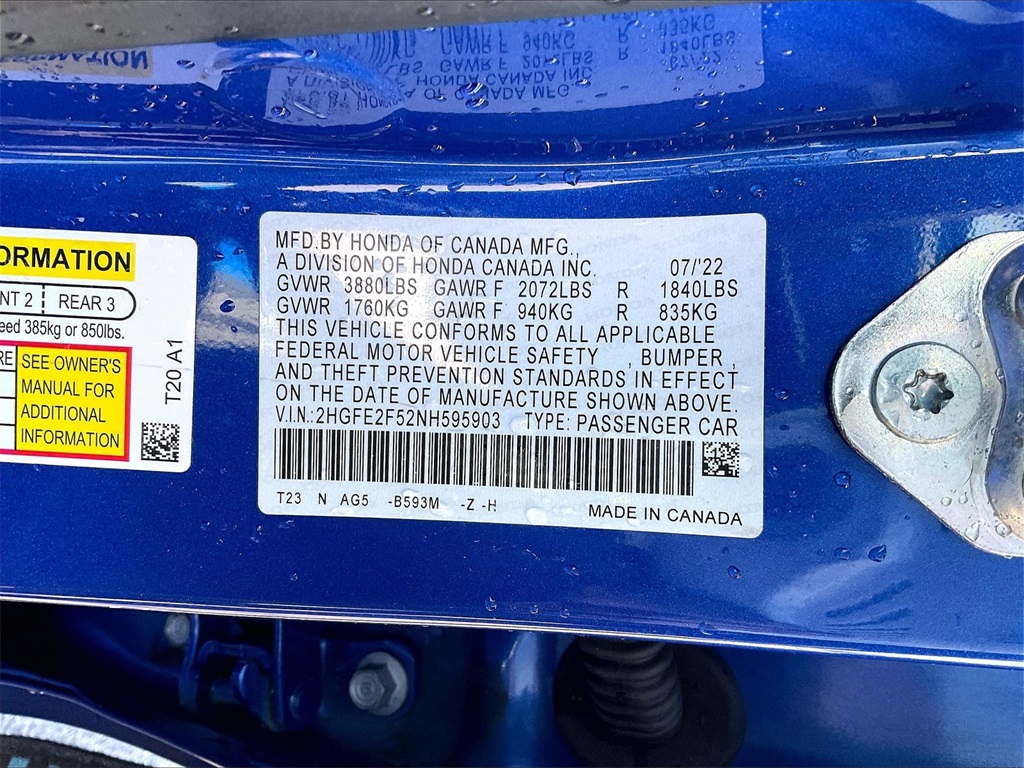 ORMATION
NT 2 REAR 3
eed 385kg or 850lbs.
RE
SEE OWNER'S
MANUAL FOR
ADDITIONAL
INFORMATION
T20 A1
MFD.BY HONDA OF CANADA MFG.,
A DIVISION OF HONDA CANADA INC. 07/'22
GVWR 3880LBS GAWR F 2072LBS R 1840LBS
GVWR 1760KG GAWR F 940KG R 835KG
THIS VEHICLE CONFORMS TO ALL APPLICABLE
FEDERAL MOTOR VEHICLE SAFETY , BUMPER ,
AND THEFT PREVENTION STANDARDS IN EFFECT
ON THE DATE OF MANUFACTURE SHOWN ABOVE.
V.I.N.:2HGFE2F52NH595903 TYPE: PASSENGER CAR
T23 N AG5 -B593M -Z -H
MADE IN CANADA